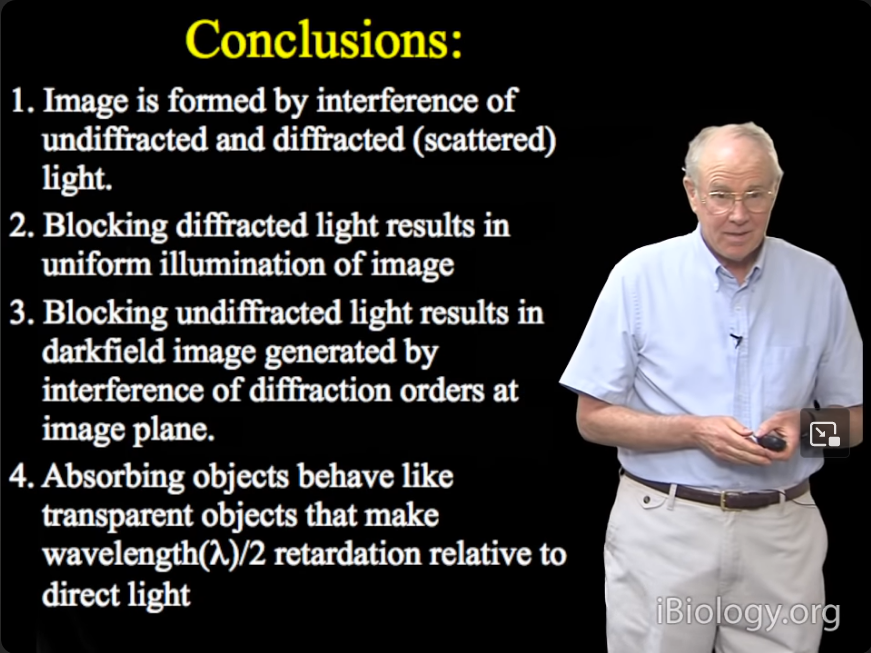 Conclusions:
1. Image is formed by interference of
undiffracted and diffracted (scattered)
light.
2. Blocking diffracted light results in
uniform illumination of image
3. Blocking undiffracted light results in
darkfield image generated by
interference of diffraction orders at
image plane.
4. Absorbing objects behave like
transparent objects that make
wavelength(λ)/2 retardation relative to
direct light
iBiology.org